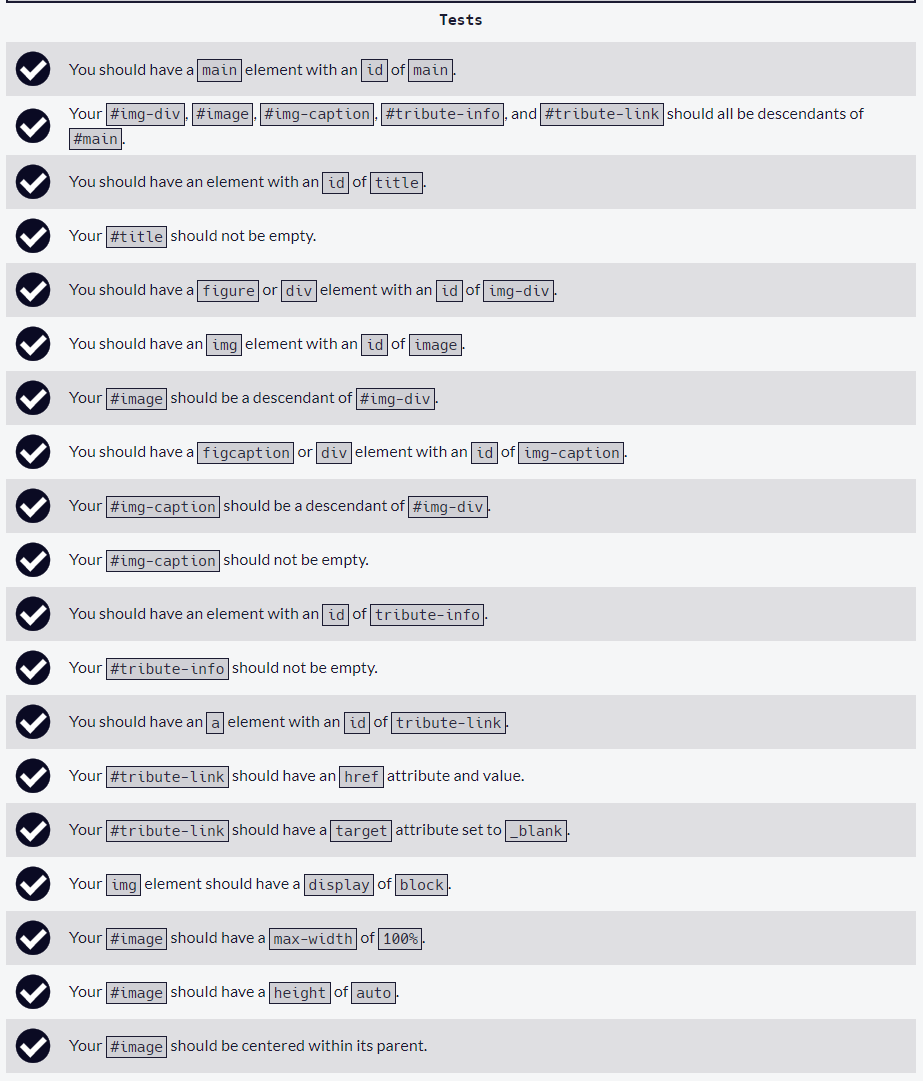 Tests
You should have a main element with an id of main.
Your #img-div, #image, #img-caption, #tribute-info, and #tribute-link should all be descendants of
#main.
You should have an element with an id of title.
Your #title should not be empty.
You should have a figure or div element with an id of img-div.
You should have an img element with an id of image.
Your #image should be a descendant of #img-div.
You should have a figcaption or div element with an id of img-caption.
Your #img-caption should be a descendant of #img-div.
Your #img-caption should not be empty.
You should have an element with an id of tribute-info.
Your #tribute-info should not be empty.
You should have an a element with an id of tribute-link.
Your #tribute-link should have an href attribute and value.
Your #tribute-link should have a target attribute set to _blank.
Your img element should have a display of block.
Your #image should have a max-width of 100%.
Your #image should have a height of auto.
Your #image should be centered within its parent.